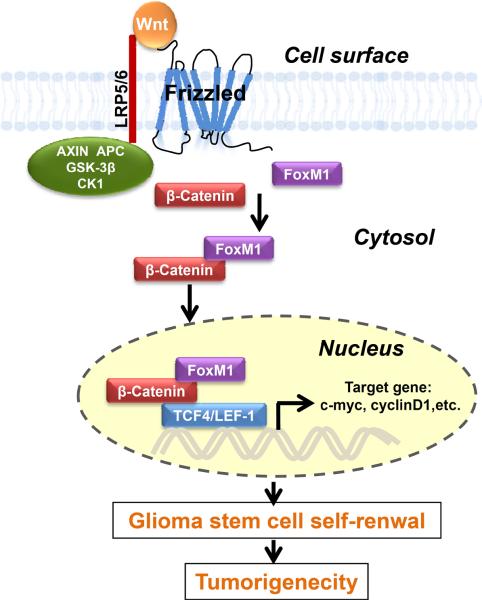 Wnt
Cell surface
LRP5/6
Frizzled
AXIN APC
GSK-3β
CK1
FoxM1
β-Catenin
Cytosol
FoxM1
β-Catenin
Nucleus
FoxM1
β-Catenin
TCF4/LEF-1
Target gene:
c-myc, cyclinD1,etc.
Glioma stem cell self-renwal
Tumorigenecity